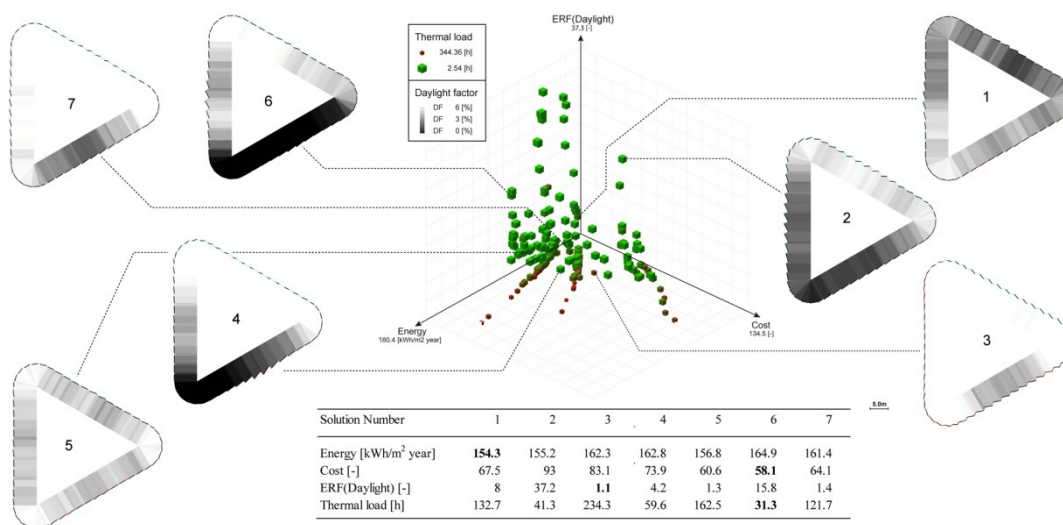 ERF(Daylight)
37.3 [-]
Thermal load
344.36 [h]
2.54 [h]
Daylight factor
DF 6 [%]
DF 3 [%]
DF 0 [%]
7
6
1
2
4
3
5
Energy
180.4 [kWh/m2 year]
Cost
134.5 [-]
5.0m
Solution Number 1 2 3 4 5 6 7
Energy [kWh/m² year] 154.3 155.2 162.3 162.8 156.8 164.9 161.4
Cost [-] 67.5 93 83.1 73.9 60.6 58.1 64.1
ERF(Daylight) [-] 8 37.2 1.1 4.2 1.3 15.8 1.4
Thermal load [h] 132.7 41.3 234.3 59.6 162.5 31.3 121.7